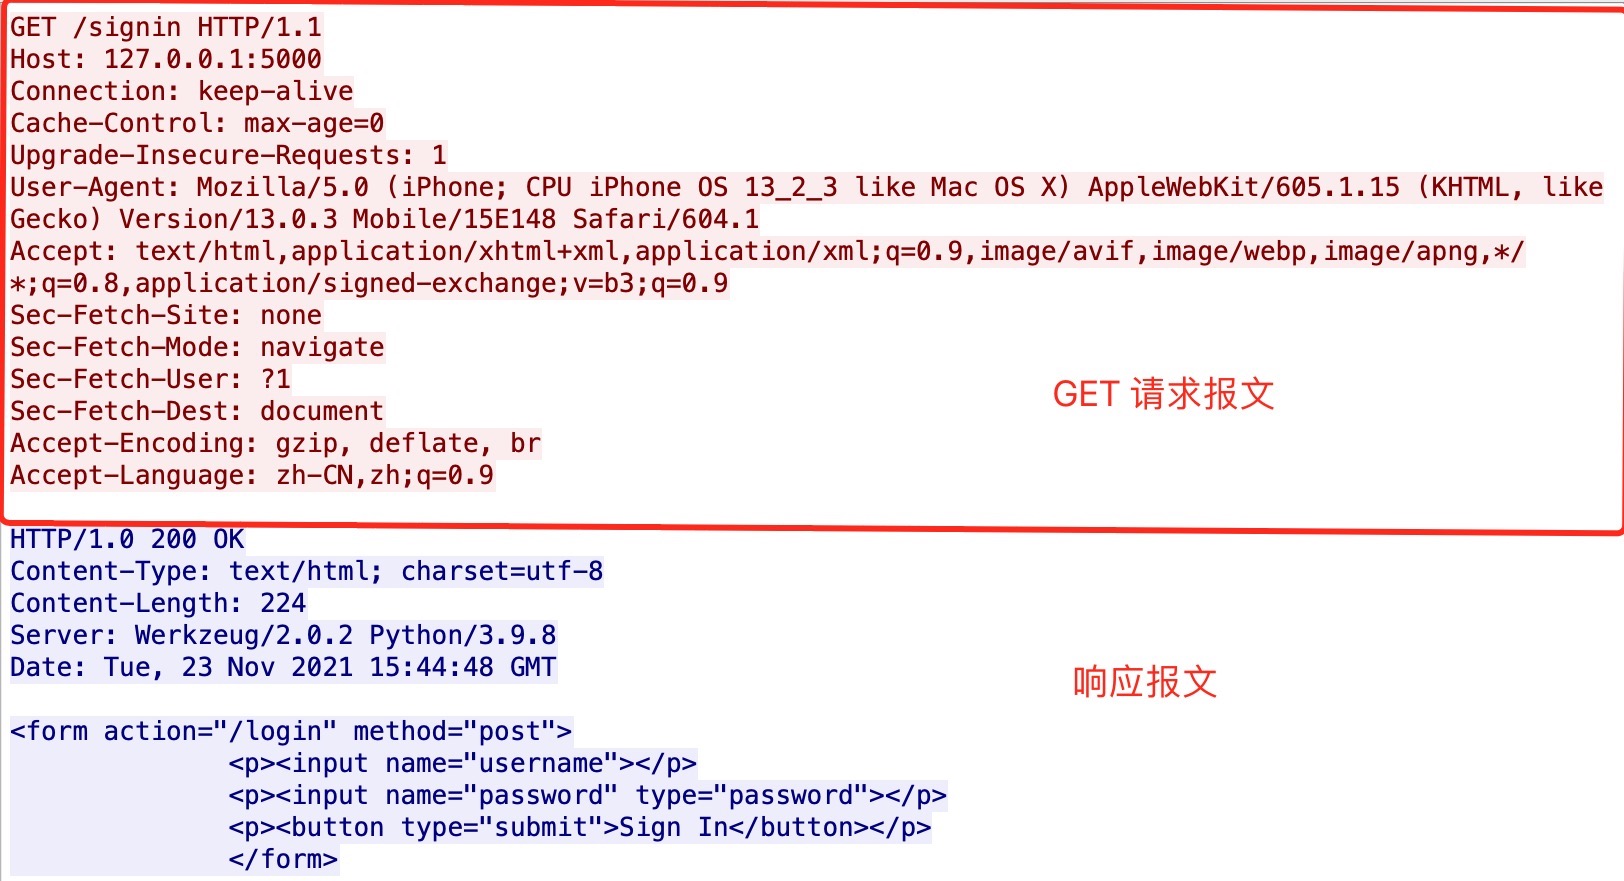 GET /signin HTTP/1.1
Host: 127.0.0.1:5000
Connection: keep-alive
Cache-Control: max-age=0
Upgrade-Insecure-Requests: 1
User-Agent: Mozilla/5.0 (iPhone; CPU iPhone OS 13_2_3 like Mac OS X) AppleWebKit/605.1.15 (KHTML, like
Gecko) Version/13.0.3 Mobile/15E148 Safari/604.1
Accept: text/html,application/xhtml+xml,application/xml;q=0.9,image/avif,image/webp,image/apng,*/
*;q=0.8,application/signed-exchange;v=b3;q=0.9
Sec-Fetch-Site: none
Sec-Fetch-Mode: navigate
Sec-Fetch-User: ?1
Sec-Fetch-Dest: document
Accept-Encoding: gzip, deflate, br
Accept-Language: zh-CN,zh;q=0.9
GET 请求报文
HTTP/1.0 200 OK
Content-Type: text/html; charset=utf-8
Content-Length: 224
Server: Werkzeug/2.0.2 Python/3.9.8
Date: Tue, 23 Nov 2021 15:44:48 GMT
响应报文
<form action="/login" method="post">
<p><input name="username"></p>
<p><input name="password" type="password"></p>
<p><button type="submit">Sign In</button></p>
</form>